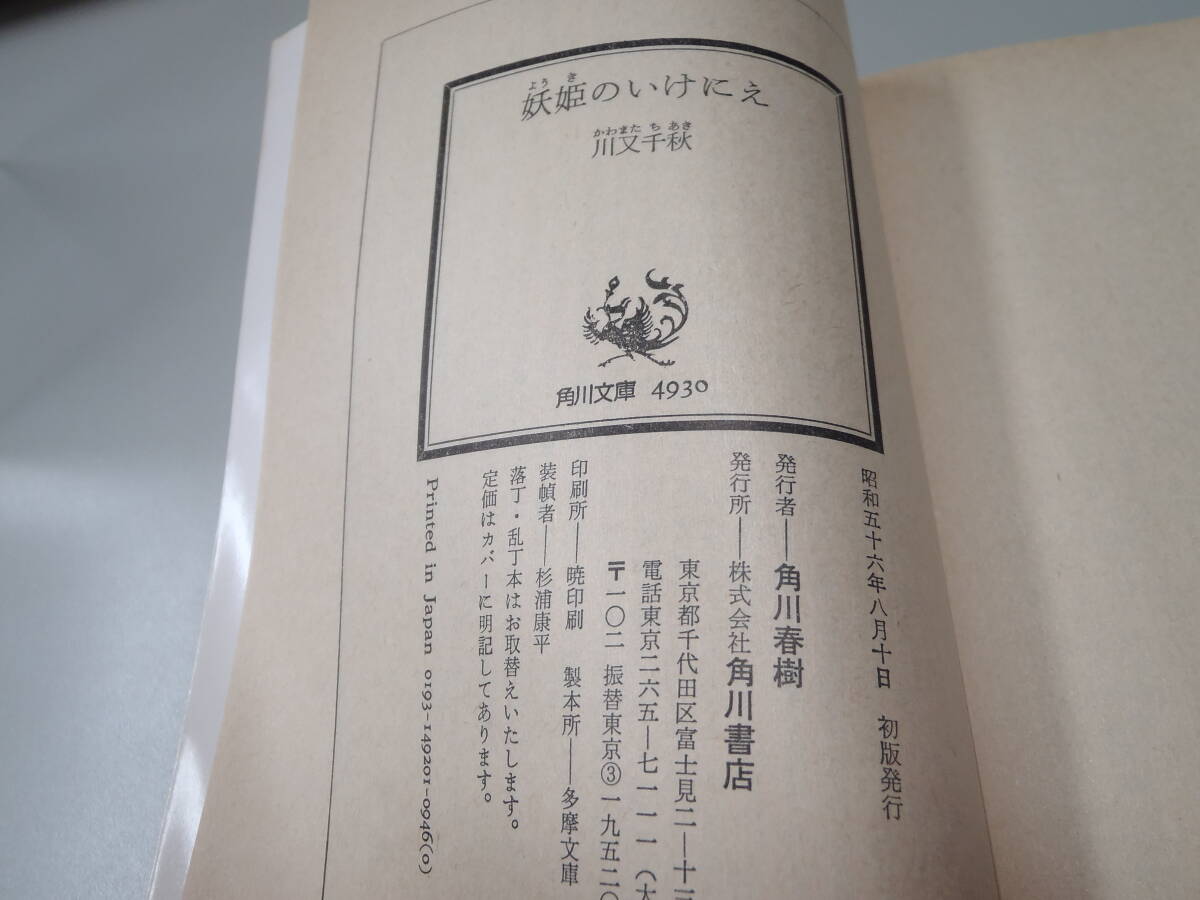 妖姫のいけにえ
ようき
川又千秋
かわまたちあき
角川文庫 4930
昭和五十六年八月十日 初版発行
発行者――角川春樹
発行所――株式会社角川書店
東京都千代田区富士見二―十三
電話東京二六五―七一一一(大
〒一〇二 振替東京③一九五二〇
印刷所――暁印刷 製本所――多摩文庫
装幀者――杉浦康平
落丁・乱丁本はお取替えいたします。
定価はカバーに明記してあります。
Printed in Japan 0193-149201-0946(0)